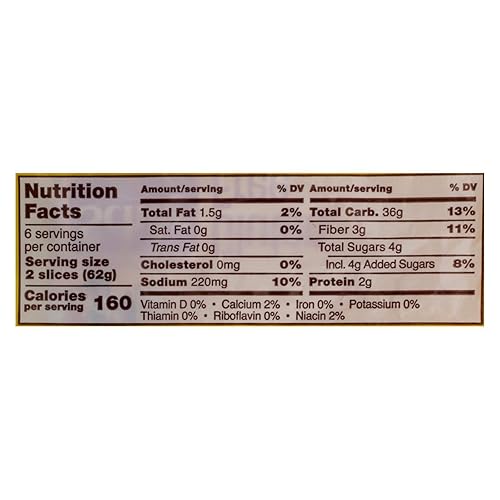 Nutrition
Facts
6 servings
per container
Serving size
2 slices (62g)
Calories
per serving 160
Amount/serving % DV
Total Fat 1.5g 2%
Sat. Fat 0g 0%
Trans Fat 0g
Cholesterol 0mg 0%
Sodium 220mg 10%
Amount/serving % DV
Total Carb. 36g 13%
Fiber 3g 11%
Total Sugars 4g
Incl. 4g Added Sugars 8%
Protein 2g
Vitamin D 0% • Calcium 2% • Iron 0% • Potassium 0%
Thiamin 0% • Riboflavin 0% • Niacin 2%